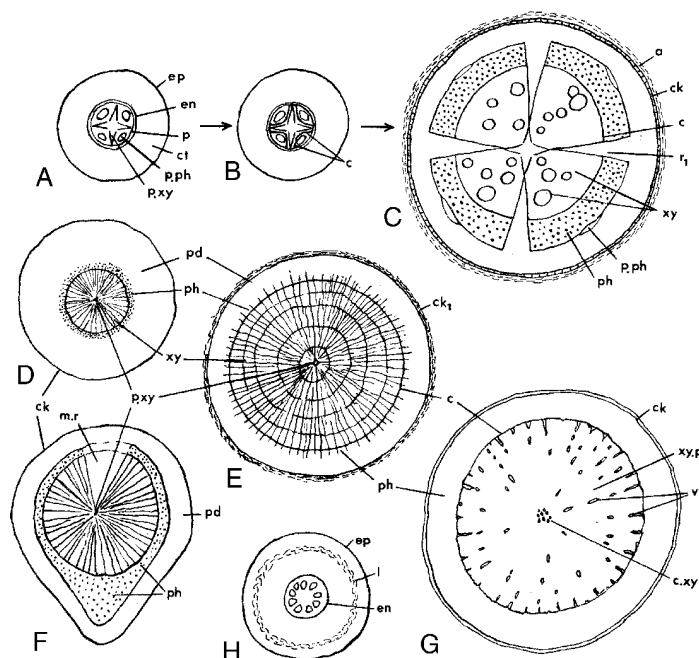 ep
en
p
ct
p.ph
p.xy
A
B
c
a
ck
c
r₁
xy
p.ph
ph
C
pd
ph
xy
D
p.xy
ck₁
c
ph
E
ck
m.r
pd
ph
F
ep
l
en
H
ck
xy.p
v
c.xy
G